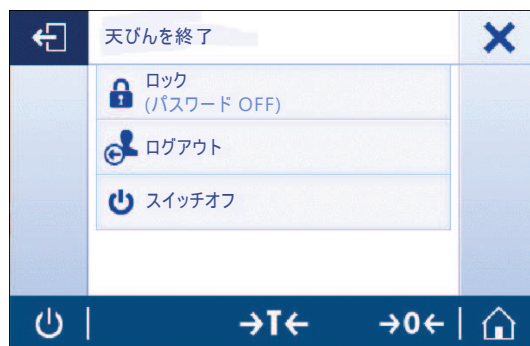 天びんを終了
ロック
(パスワード OFF)
ログアウト
スイッチオフ
→T←
→0←